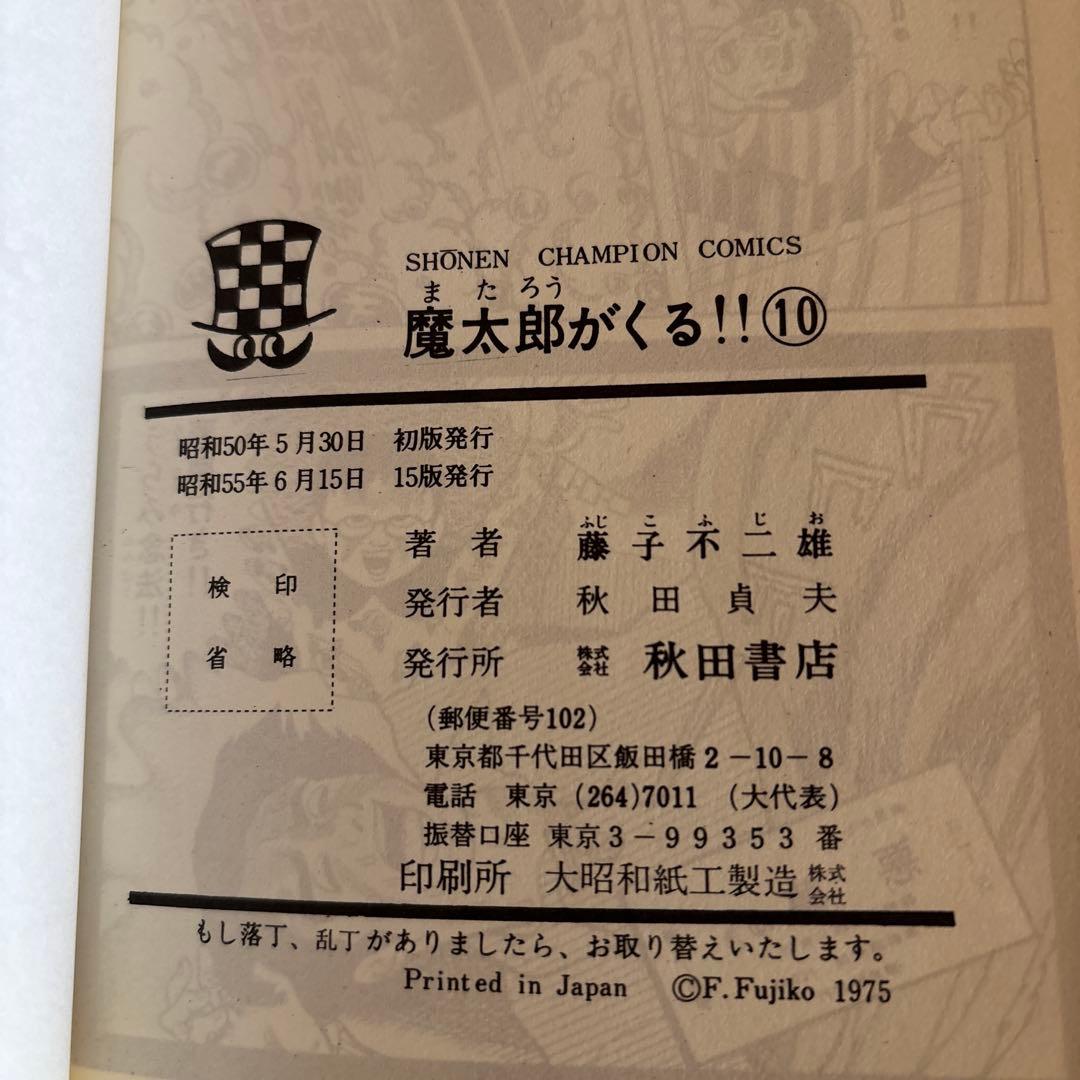 SHŌNEN CHAMPION COMICS
またろう
魔太郎がくる!!⑩
昭和50年5月30日 初版発行
昭和55年6月15日 15版発行
検印
省略
ふじこふじお
著者 藤子不二雄
発行者 秋田貞夫
発行所 株式会社 秋田書店
(郵便番号102)
東京都千代田区飯田橋2-10-8
電話 東京(264)7011 (大代表)
振替口座 東京3-99353番
印刷所 大昭和紙工製造株式会社
もし落丁、乱丁がありましたら、お取り替えいたします。
Printed in Japan ©F.Fujiko 1975